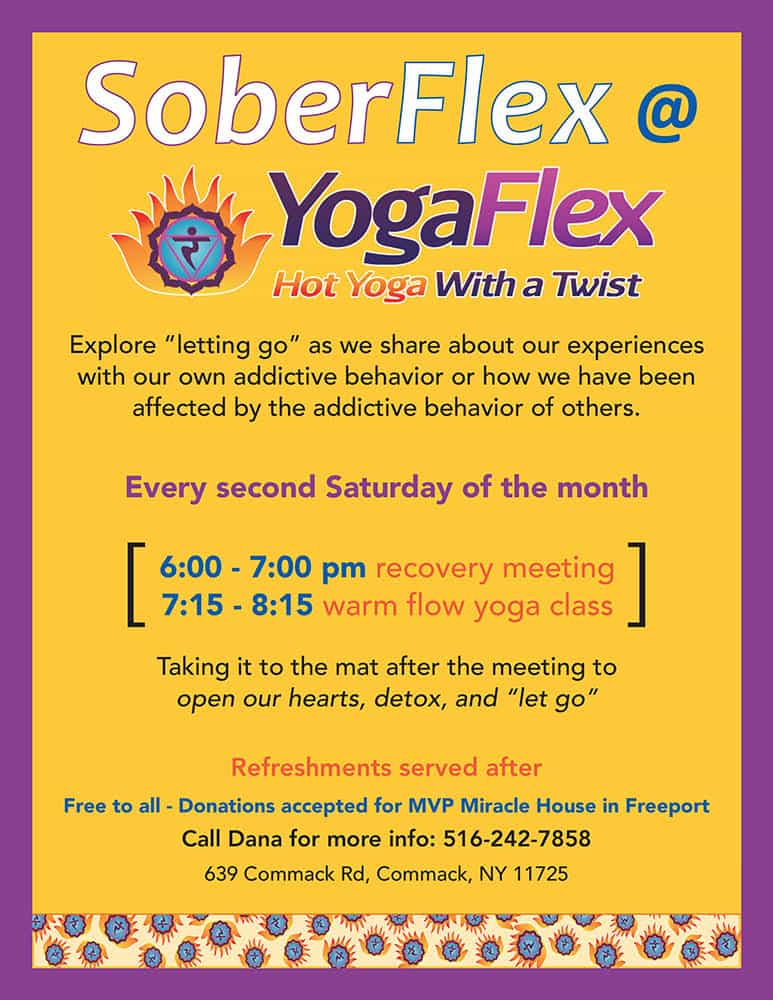 SoberFlex @
YogaFlex
Hot Yoga With a Twist
Explore “letting go” as we share about our experiences
with our own addictive behavior or how we have been
affected by the addictive behavior of others.
Every second Saturday of the month
[ 6:00 - 7:00 pm recovery meeting
7:15 - 8:15 warm flow yoga class ]
Taking it to the mat after the meeting to
open our hearts, detox, and “let go”
Refreshments served after
Free to all - Donations accepted for MVP Miracle House in Freeport
Call Dana for more info: 516-242-7858
639 Commack Rd, Commack, NY 11725